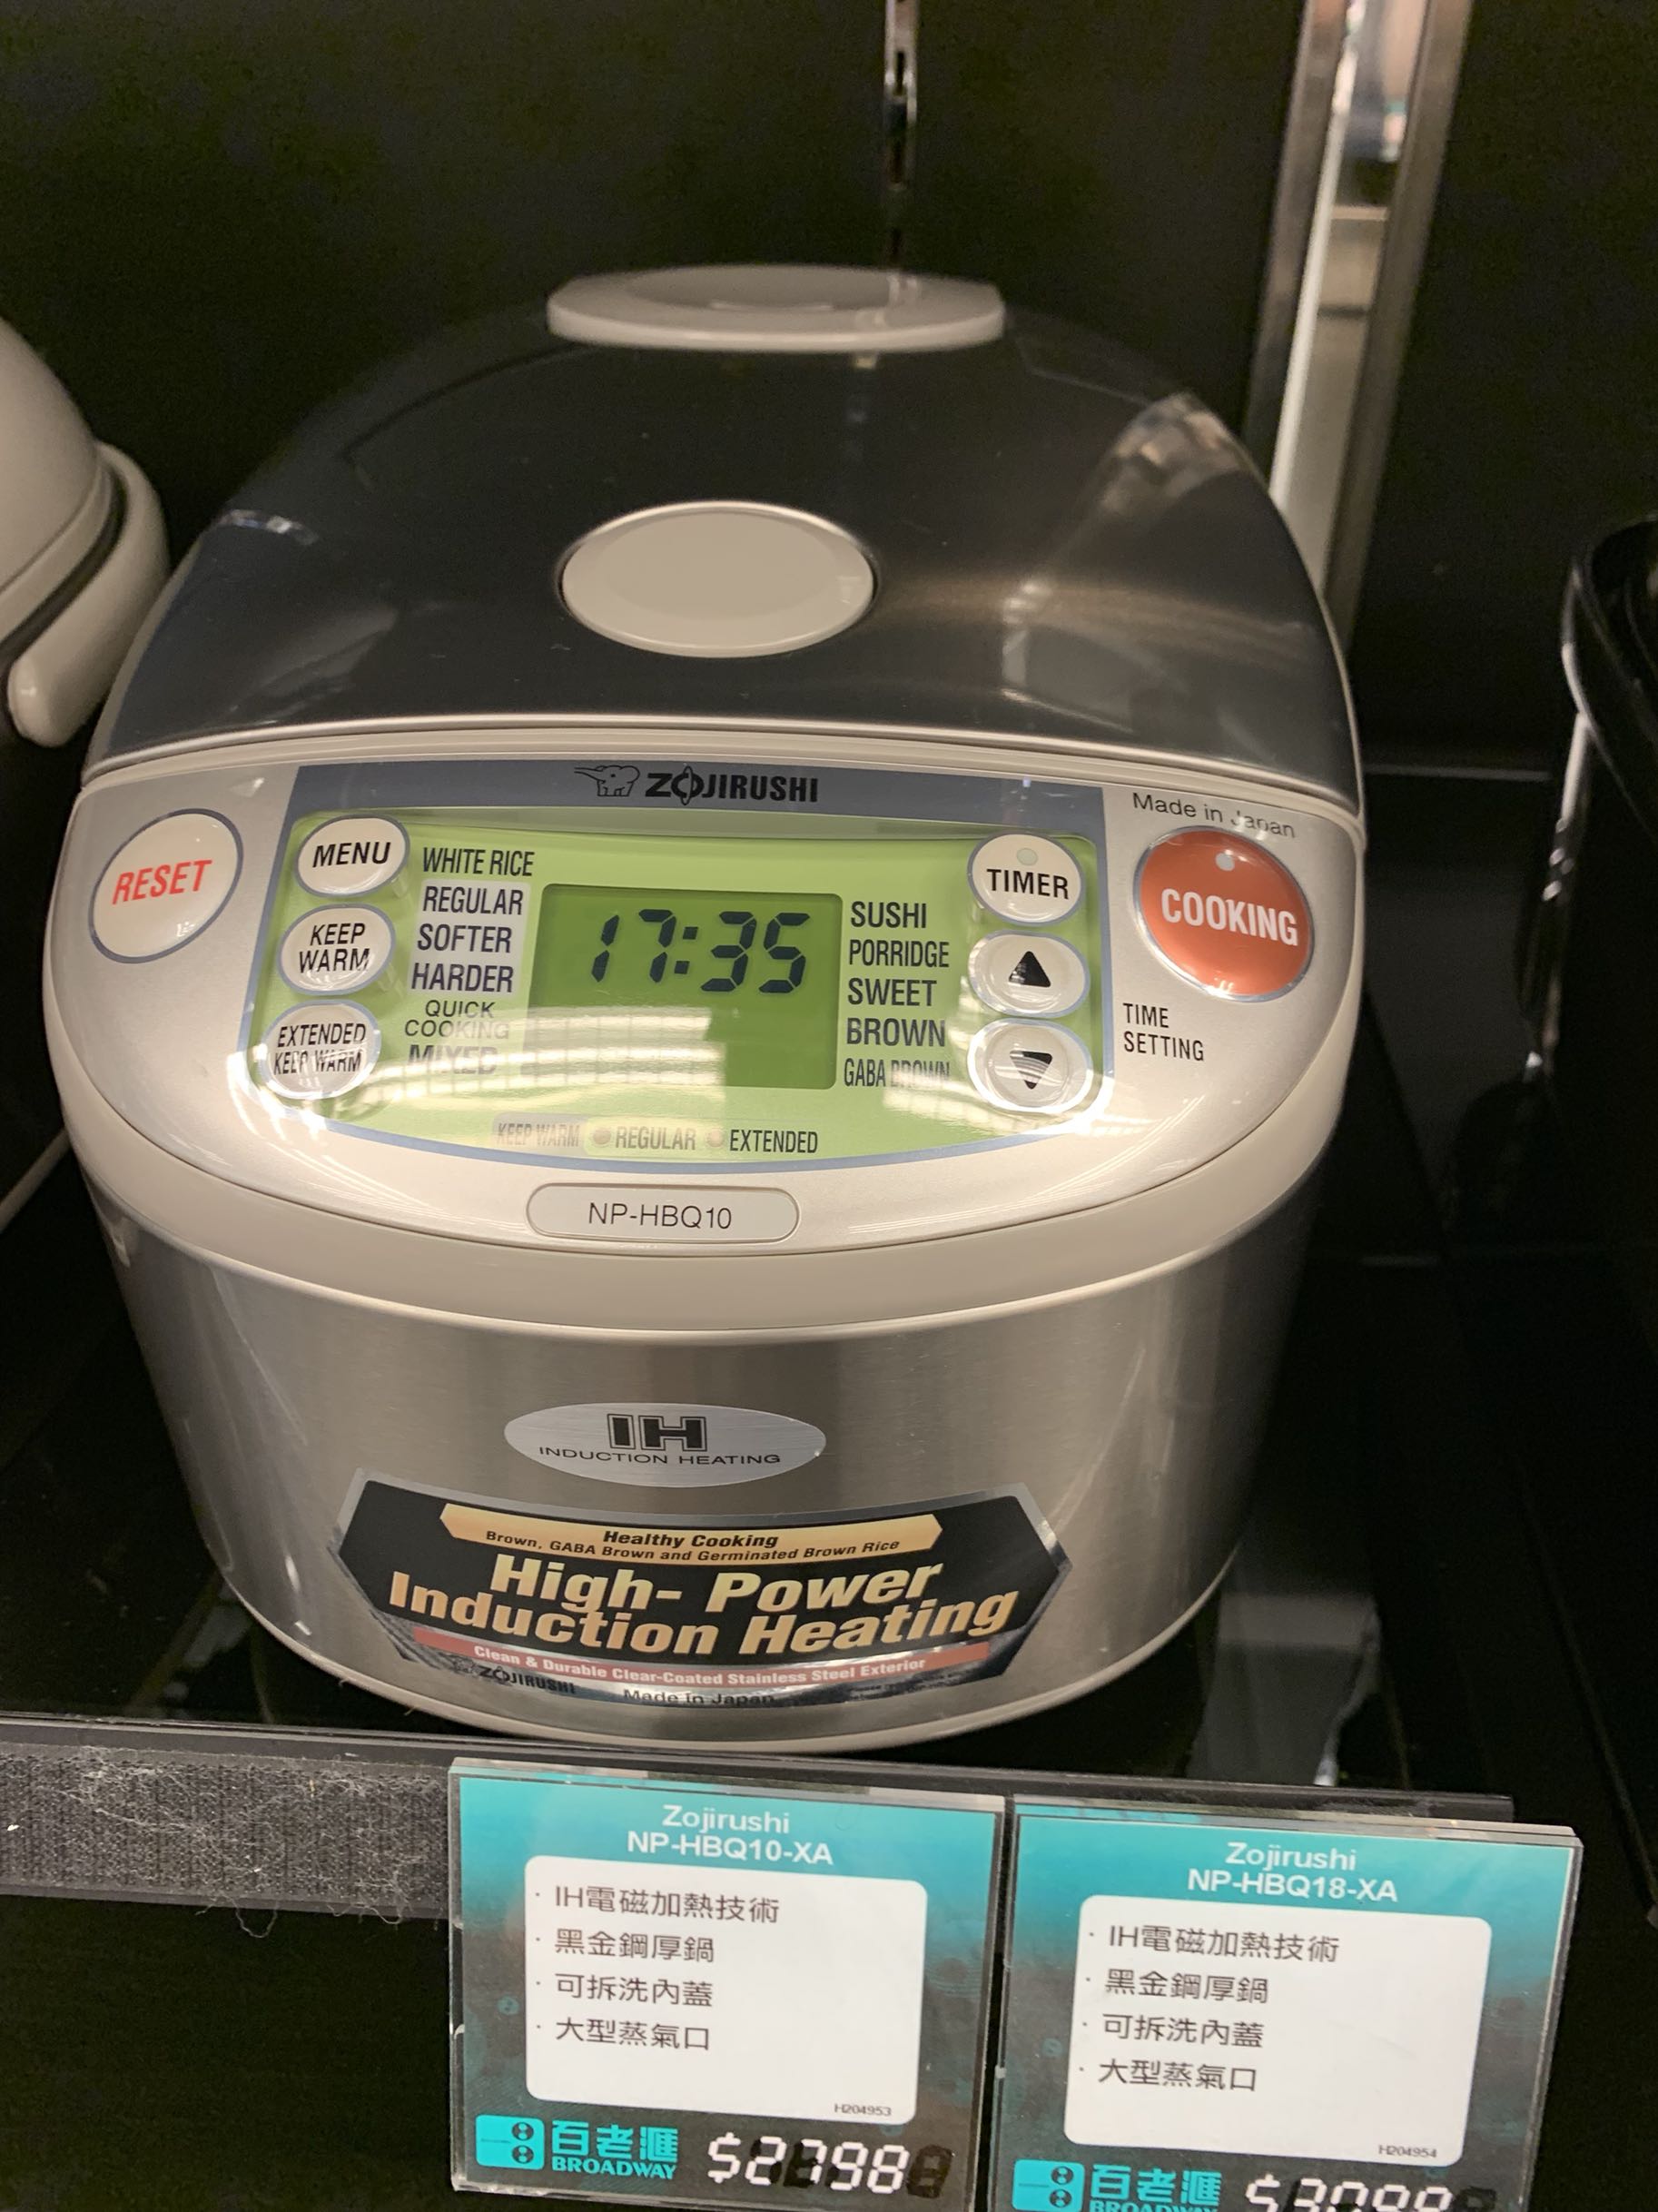 ZOJIRUSHI
Made in Japan
RESET
MENU
KEEP
WARM
EXTENDED
KEEP WARM
WHITE RICE
REGULAR
SOFTER
HARDER
QUICK
COOKING
MIXED
17:35
SUSHI
PORRIDGE
SWEET
BROWN
GABA BROWN
TIMER
COOKING
TIME
SETTING
KEEP WARM REGULAR EXTENDED
NP-HBQ10
IH
INDUCTION HEATING
Healthy Cooking
Brown, GABA Brown and Germinated Brown Rice
High- Power
Induction Heating
Clean & Durable Clear-Coated Stainless Steel Exterior
ZOJIRUSHI Made in Japan
Zojirushi
NP-HBQ10-XA
· IH電磁加熱技術
· 黑金鋼厚鍋
· 可拆洗內蓋
· 大型蒸氣口
H204953
百老滙
BROADWAY
$2798
Zojirushi
NP-HBQ18-XA
· IH電磁加熱技術
· 黑金鋼厚鍋
· 可拆洗內蓋
· 大型蒸氣口
H204954
百老滙
BROADWAY